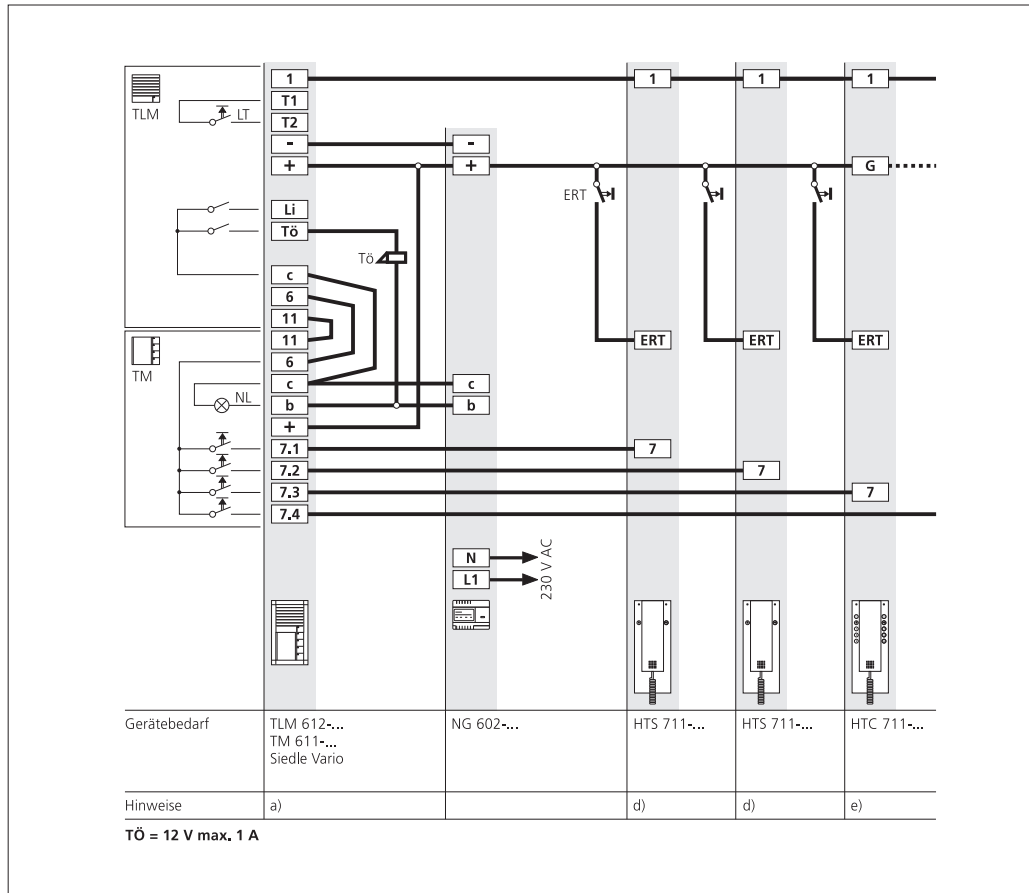 1 1 1 1
TLM
T1
LT
T2
- -
+ + G
ERT
Li
Tö
Tö
c
6
11
11 ERT ERT ERT
TM
6
c c
NL
b b
+
7.1 7
7.2 7
7.3 7
7.4
N
L1
230 V AC
Gerätebedarf TLM 612-... NG 602-... HTS 711-... HTS 711-... HTC 711-...
TM 611-...
Siedle Vario
Hinweise a) d) d) e)
TÖ = 12 V max. 1 A